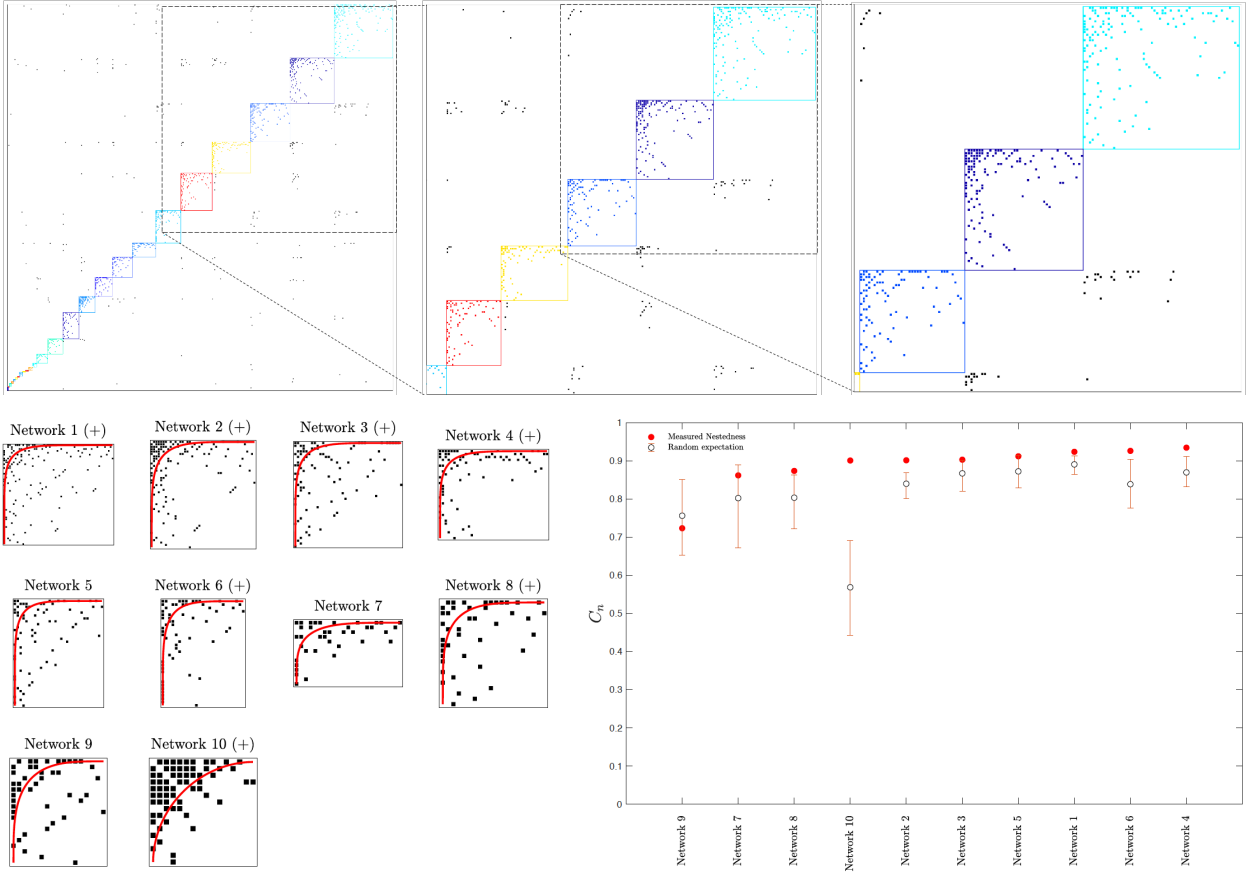 Network 1 (+)
Network 2 (+)
Network 3 (+)
Network 4 (+)
Network 5
Network 6 (+)
Network 7
Network 8 (+)
Network 9
Network 10 (+)
Measured Nestedness
Random expectation
1
0.9
0.8
0.7
0.6
0.5
0.4
0.3
0.2
0.1
0
Cn
Network 9
Network 7
Network 8
Network 10
Network 2
Network 3
Network 5
Network 1
Network 6
Network 4